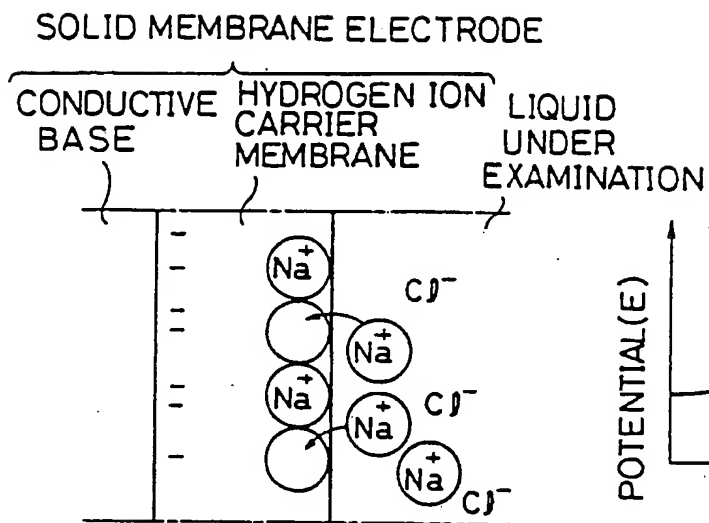 SOLID MEMBRANE ELECTRODE
CONDUCTIVE
BASE
HYDROGEN ION
CARRIER
MEMBRANE
LIQUID
UNDER
EXAMINATION
Na+
Cl-
Na+
Na+
Cl-
Na+
Na+
Cl-
POTENTIAL(E)